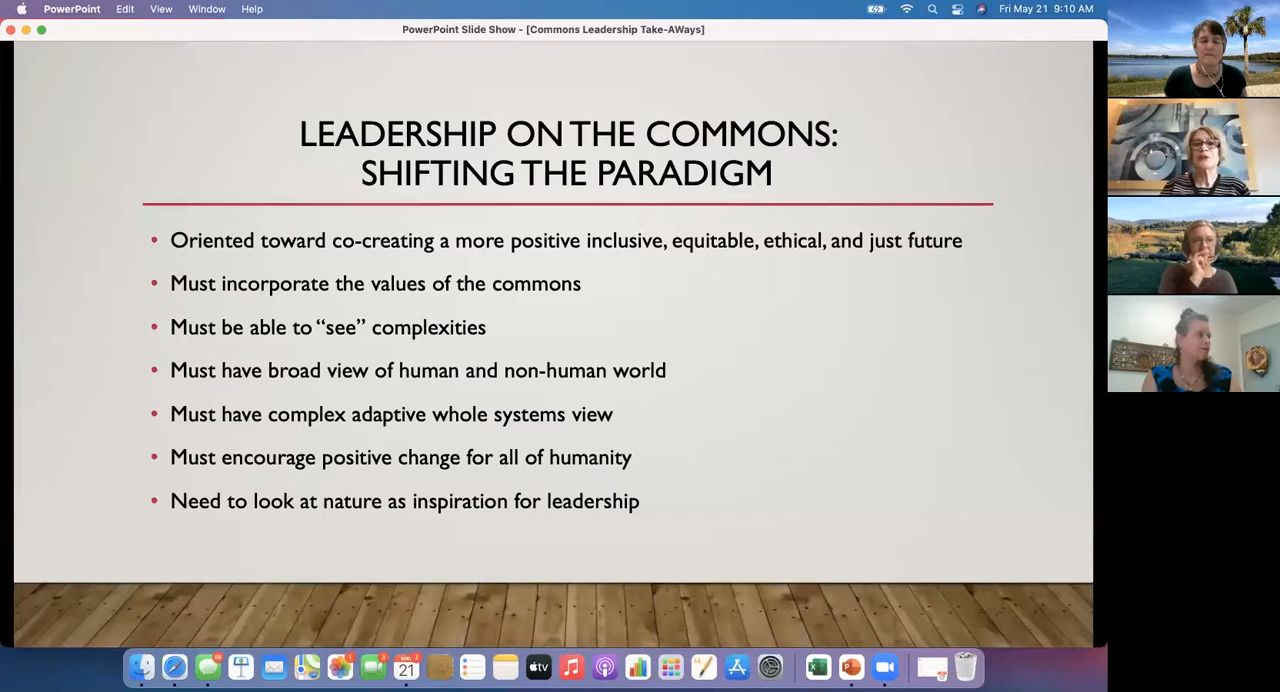 PowerPoint Edit View Window Help Fri May 21 9:10 AM
PowerPoint Slide Show - [Commons Leadership Take-AWays]
LEADERSHIP ON THE COMMONS:
SHIFTING THE PARADIGM
• Oriented toward co-creating a more positive inclusive, equitable, ethical, and just future
• Must incorporate the values of the commons
• Must be able to “see” complexities
• Must have broad view of human and non-human world
• Must have complex adaptive whole systems view
• Must encourage positive change for all of humanity
• Need to look at nature as inspiration for leadership
21
tv